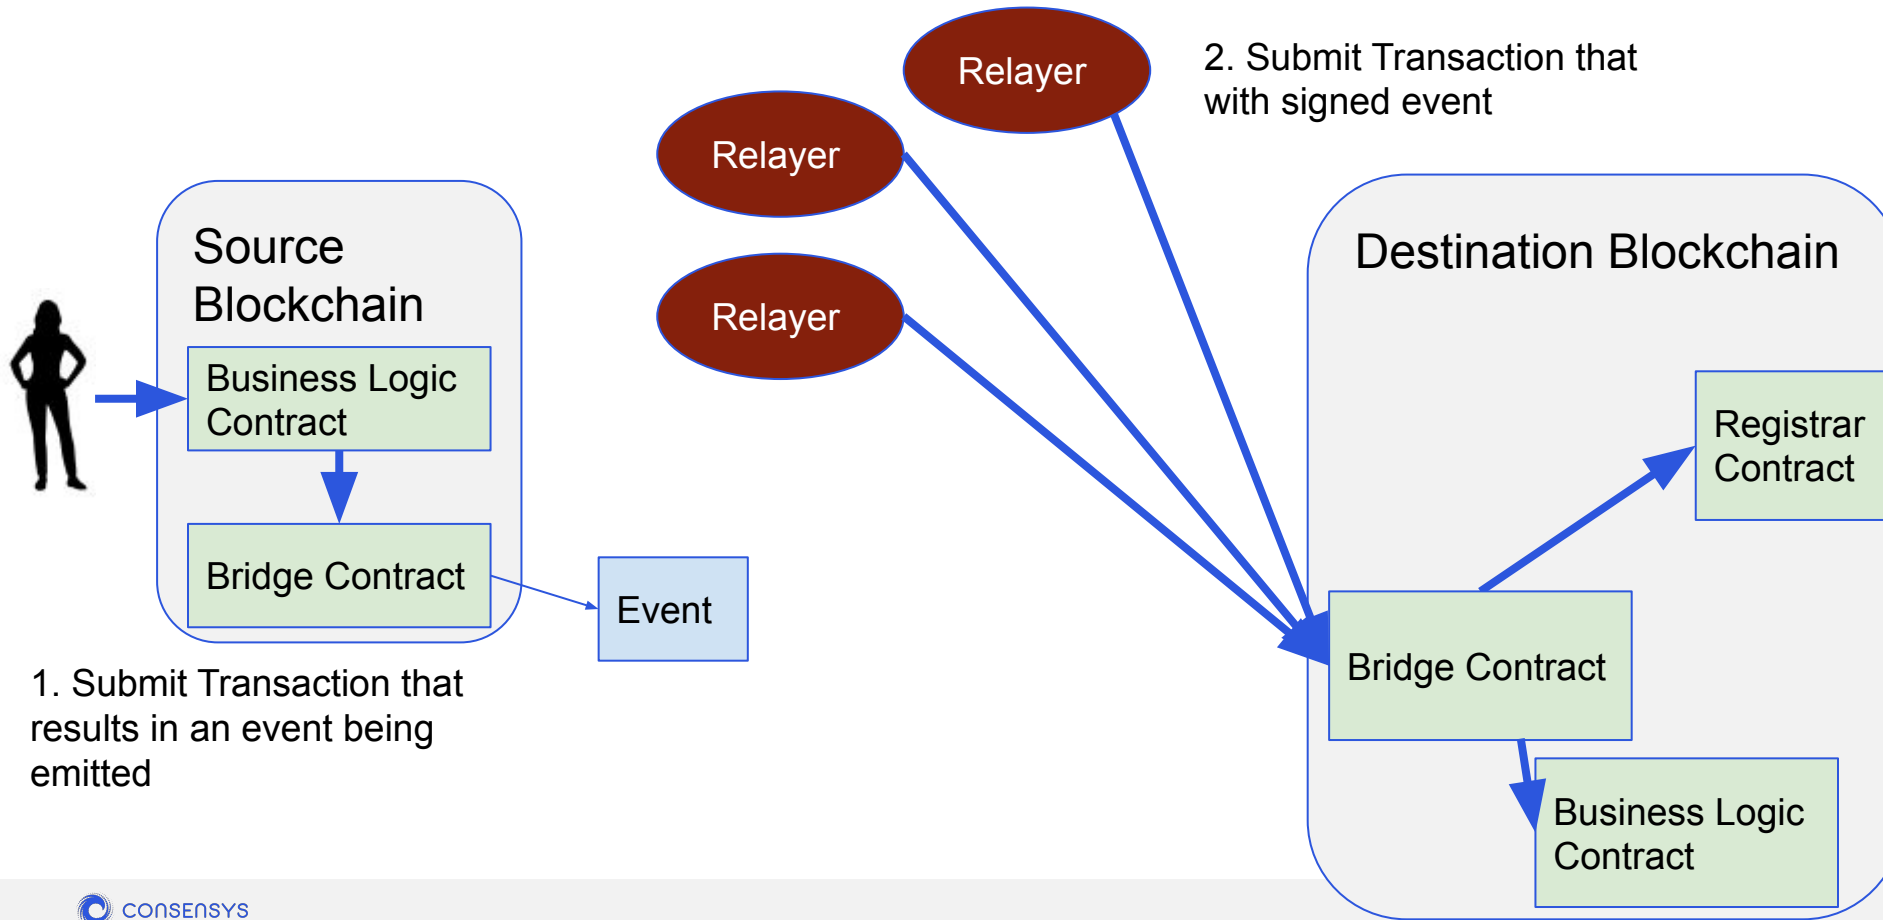 Relayer
2. Submit Transaction that
with signed event
Relayer
Relayer
Source
Blockchain
Business Logic
Contract
Bridge Contract
Event
1. Submit Transaction that
results in an event being
emitted
Destination Blockchain
Registrar
Contract
Bridge Contract
Business Logic
Contract
CONSENSYS